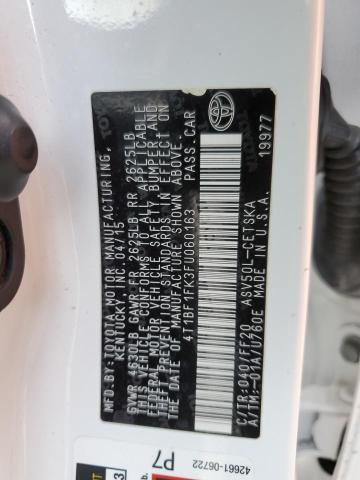 MFD. BY: TOYOTA MOTOR MANUFACTURING,
KENTUCKY, INC. 04/15
GVWR 4630LB GAWR FR 2625LB RR 2625LB
THIS VEHICLE CONFORMS TO ALL APPLICABLE
FEDERAL MOTOR VEHICLE SAFETY BUMPER AND
THEFT PREVENTION STANDARDS IN EFFECT ON
THE DATE OF MANUFACTURE SHOWN ABOVE.
4T1BF1FK3FU060163 PASS.CAR
C/TR:040/FF20 ASV50L-CETSKA
A/TM:-01A/U760E M A D E I N U . S . A .
19977
42661-06722
P7